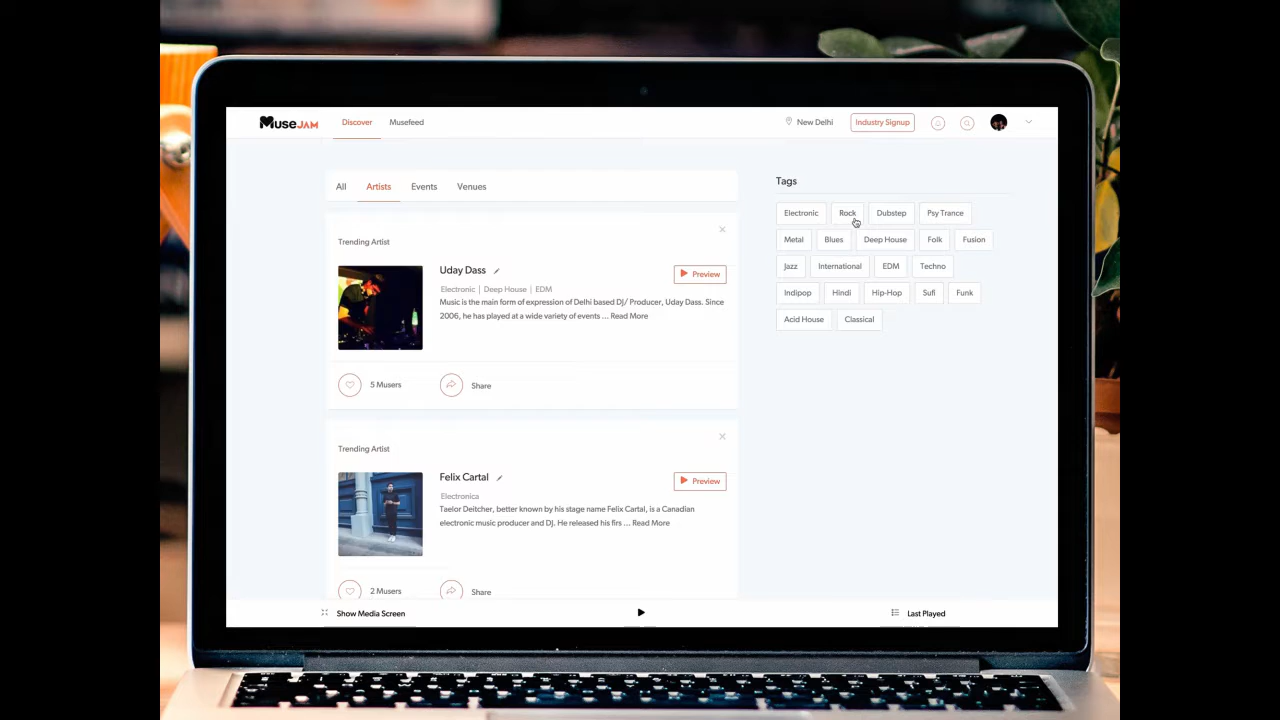 MuseJAM Discover Musefeed New Delhi Industry Signup
All Artists Events Venues
Trending Artist
Uday Dass
Preview
Electronic | Deep House | EDM
Music is the main form of expression of Delhi based DJ/ Producer, Uday Dass. Since
2006, he has played at a wide variety of events ... Read More
5 Musers Share
Trending Artist
Felix Cartal
Preview
Electronica
Taelor Deitcher, better known by his stage name Felix Cartal, is a Canadian
electronic music producer and DJ. He released his firs ... Read More
2 Musers Share
Tags
Electronic Rock Dubstep Psy Trance
Metal Blues Deep House Folk Fusion
Jazz International EDM Techno
Indipop Hindi Hip-Hop Sufi Funk
Acid House Classical
Show Media Screen Last Played